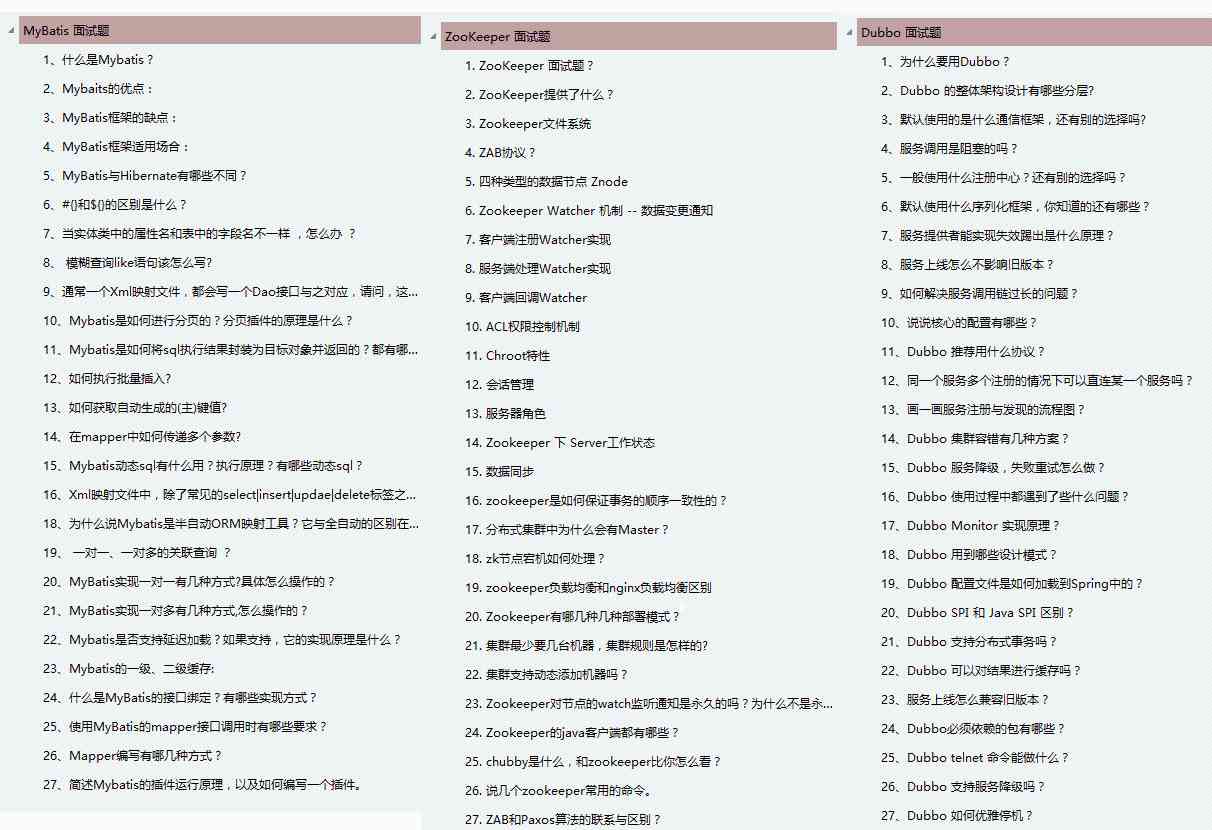 MyBatis 面试题
1、什么是Mybatis？
2、Mybaits的优点：
3、MyBatis框架的缺点：
4、MyBatis框架适用场合：
5、MyBatis与Hibernate有哪些不同？
6、#{}和${}的区别是什么？
7、当实体类中的属性名和表中的字段名不一样 ，怎么办 ？
8、 模糊查询like语句该怎么写?
9、通常一个Xml映射文件，都会写一个Dao接口与之对应，请问，这...
10、Mybatis是如何进行分页的？分页插件的原理是什么？
11、Mybatis是如何将sql执行结果封装为目标对象并返回的？都有哪...
12、如何执行批量插入?
13、如何获取自动生成的(主)键值?
14、在mapper中如何传递多个参数?
15、Mybatis动态sql有什么用？执行原理？有哪些动态sql？
16、Xml映射文件中，除了常见的select|insert|updae|delete标签之...
18、为什么说Mybatis是半自动ORM映射工具？它与全自动的区别在...
19、 一对一、一对多的关联查询 ？
20、MyBatis实现一对一有几种方式?具体怎么操作的？
21、MyBatis实现一对多有几种方式,怎么操作的？
22、Mybatis是否支持延迟加载？如果支持，它的实现原理是什么？
23、Mybatis的一级、二级缓存:
24、什么是MyBatis的接口绑定？有哪些实现方式？
25、使用MyBatis的mapper接口调用时有哪些要求？
26、Mapper编写有哪几种方式？
27、简述Mybatis的插件运行原理，以及如何编写一个插件。
ZooKeeper 面试题
1. ZooKeeper 面试题？
2. ZooKeeper提供了什么？
3. Zookeeper文件系统
4. ZAB协议？
5. 四种类型的数据节点 Znode
6. Zookeeper Watcher 机制 -- 数据变更通知
7. 客户端注册Watcher实现
8. 服务端处理Watcher实现
9. 客户端回调Watcher
10. ACL权限控制机制
11. Chroot特性
12. 会话管理
13. 服务器角色
14. Zookeeper 下 Server工作状态
15. 数据同步
16. zookeeper是如何保证事务的顺序一致性的？
17. 分布式集群中为什么会有Master？
18. zk节点宕机如何处理？
19. zookeeper负载均衡和nginx负载均衡区别
20. Zookeeper有哪几种几种部署模式？
21. 集群最少要几台机器，集群规则是怎样的?
22. 集群支持动态添加机器吗？
23. Zookeeper对节点的watch监听通知是永久的吗？为什么不是永...
24. Zookeeper的java客户端都有哪些？
25. chubby是什么，和zookeeper比你怎么看？
26. 说几个zookeeper常用的命令。
27. ZAB和Paxos算法的联系与区别？
Dubbo 面试题
1、为什么要用Dubbo？
2、Dubbo 的整体架构设计有哪些分层?
3、默认使用的是什么通信框架，还有别的选择吗?
4、服务调用是阻塞的吗？
5、一般使用什么注册中心？还有别的选择吗？
6、默认使用什么序列化框架，你知道的还有哪些？
7、服务提供者能实现失效踢出是什么原理？
8、服务上线怎么不影响旧版本？
9、如何解决服务调用链过长的问题？
10、说说核心的配置有哪些？
11、Dubbo 推荐用什么协议？
12、同一个服务多个注册的情况下可以直连某一个服务吗？
13、画一画服务注册与发现的流程图？
14、Dubbo 集群容错有几种方案？
15、Dubbo 服务降级，失败重试怎么做？
16、Dubbo 使用过程中都遇到了些什么问题？
17、Dubbo Monitor 实现原理？
18、Dubbo 用到哪些设计模式？
19、Dubbo 配置文件是如何加载到Spring中的？
20、Dubbo SPI 和 Java SPI 区别？
21、Dubbo 支持分布式事务吗？
22、Dubbo 可以对结果进行缓存吗？
23、服务上线怎么兼容旧版本？
24、Dubbo必须依赖的包有哪些？
25、Dubbo telnet 命令能做什么？
26、Dubbo 支持服务降级吗？
27、Dubbo 如何优雅停机？